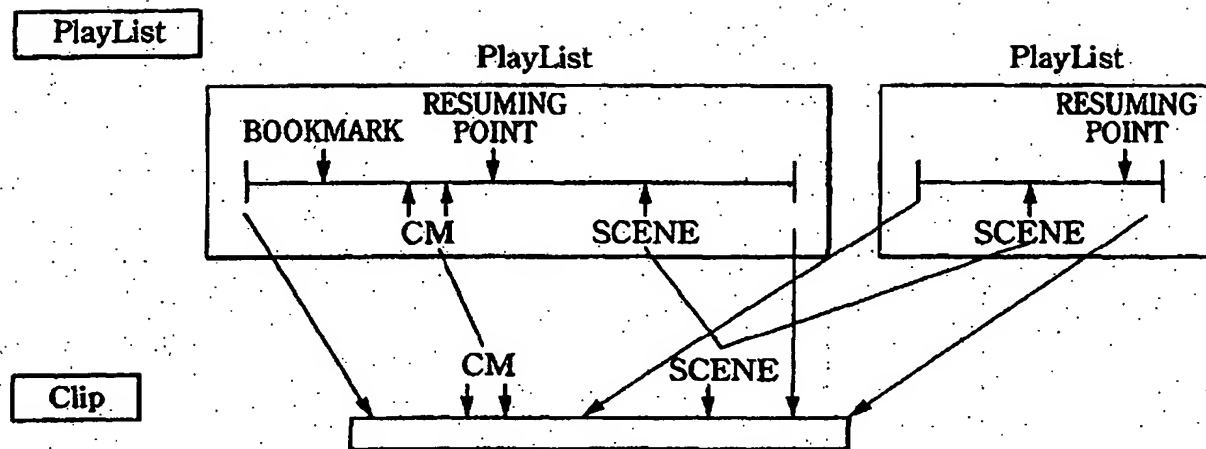 PlayList
PlayList
PlayList
BOOKMARK
RESUMING
POINT
RESUMING
POINT
CM
SCENE
SCENE
CM
SCENE
Clip